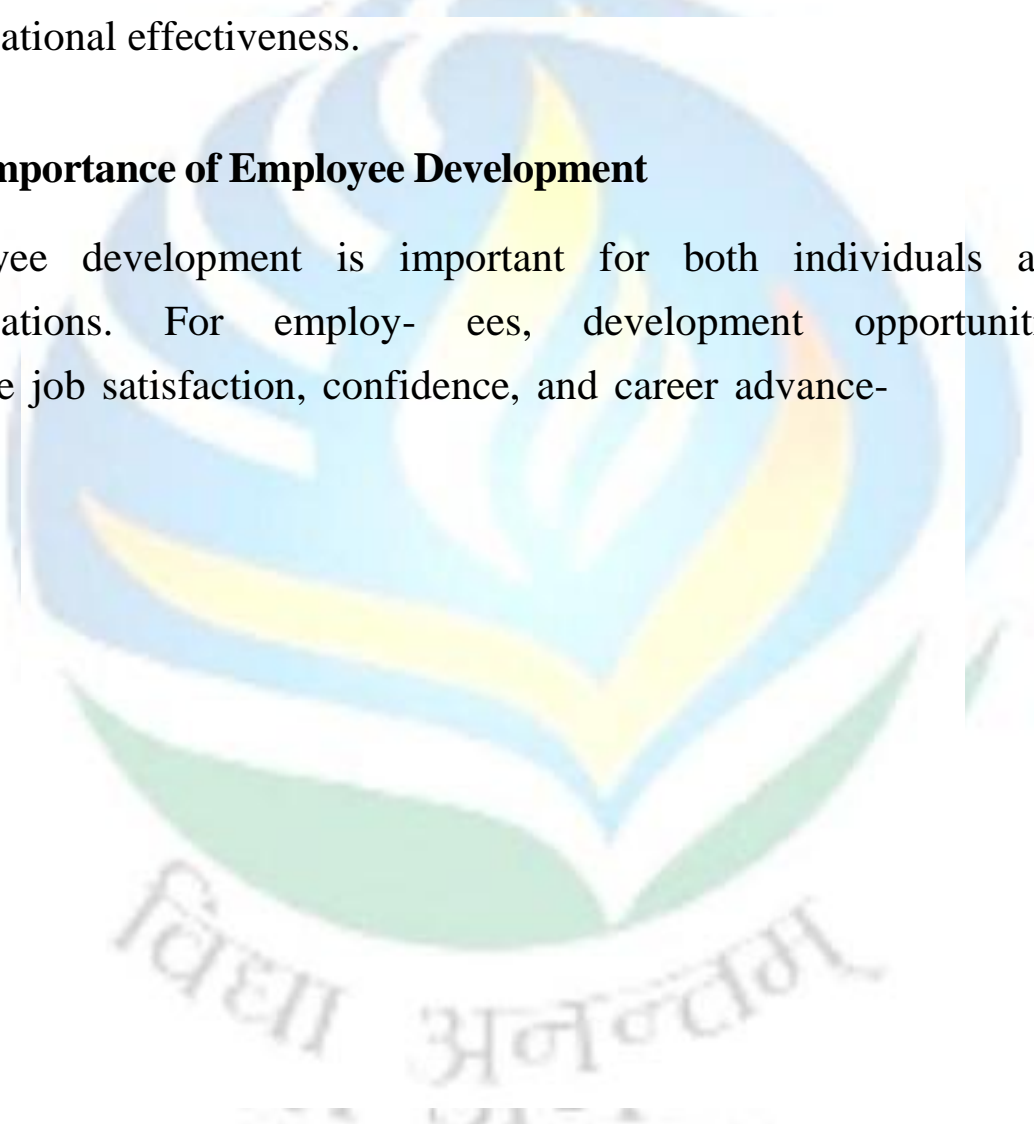 ational effectiveness.
mportance of Employee Development
yee development is important for both individuals a
ations. For employ- ees, development opportunit
e job satisfaction, confidence, and career advance-
विद्या अनन्तम्